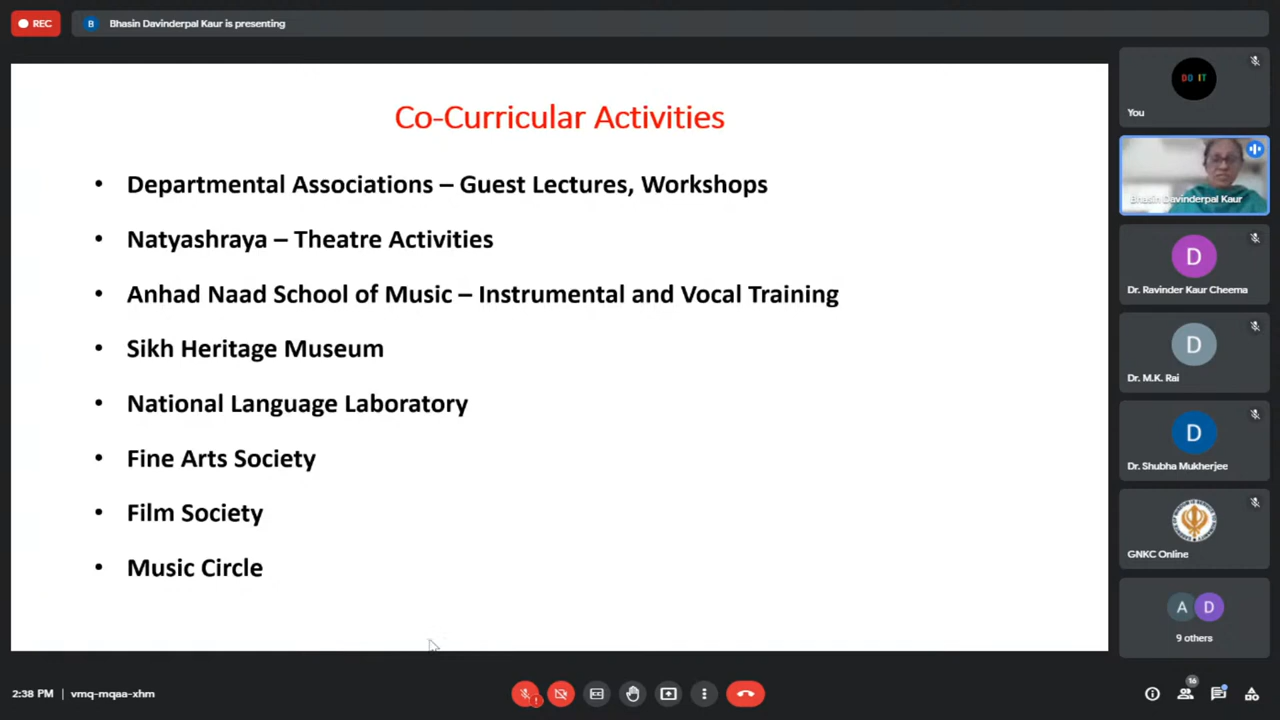 REC
B
Bhasin Davinderpal Kaur is presenting
Co-Curricular Activities
• Departmental Associations – Guest Lectures, Workshops
• Natyashraya – Theatre Activities
• Anhad Naad School of Music – Instrumental and Vocal Training
• Sikh Heritage Museum
• National Language Laboratory
• Fine Arts Society
• Film Society
• Music Circle
DO IT
You
Bhasin Davinderpal Kaur
D
Dr. Ravinder Kaur Cheema
D
Dr. M.K. Rai
D
Dr. Shubha Mukherjee
GNKC Online
A D
9 others
2:38 PM | vmq-mqaa-xhm
16